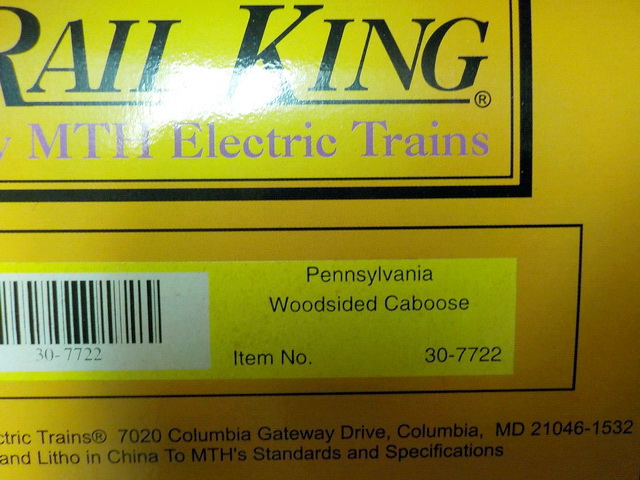 RAIL KING®
MTH Electric Trains
Pennsylvania
Woodsided Caboose
30-7722
Item No. 30-7722
ctric Trains® 7020 Columbia Gateway Drive, Columbia, MD 21046-1532
and Litho in China To MTH's Standards and Specifications